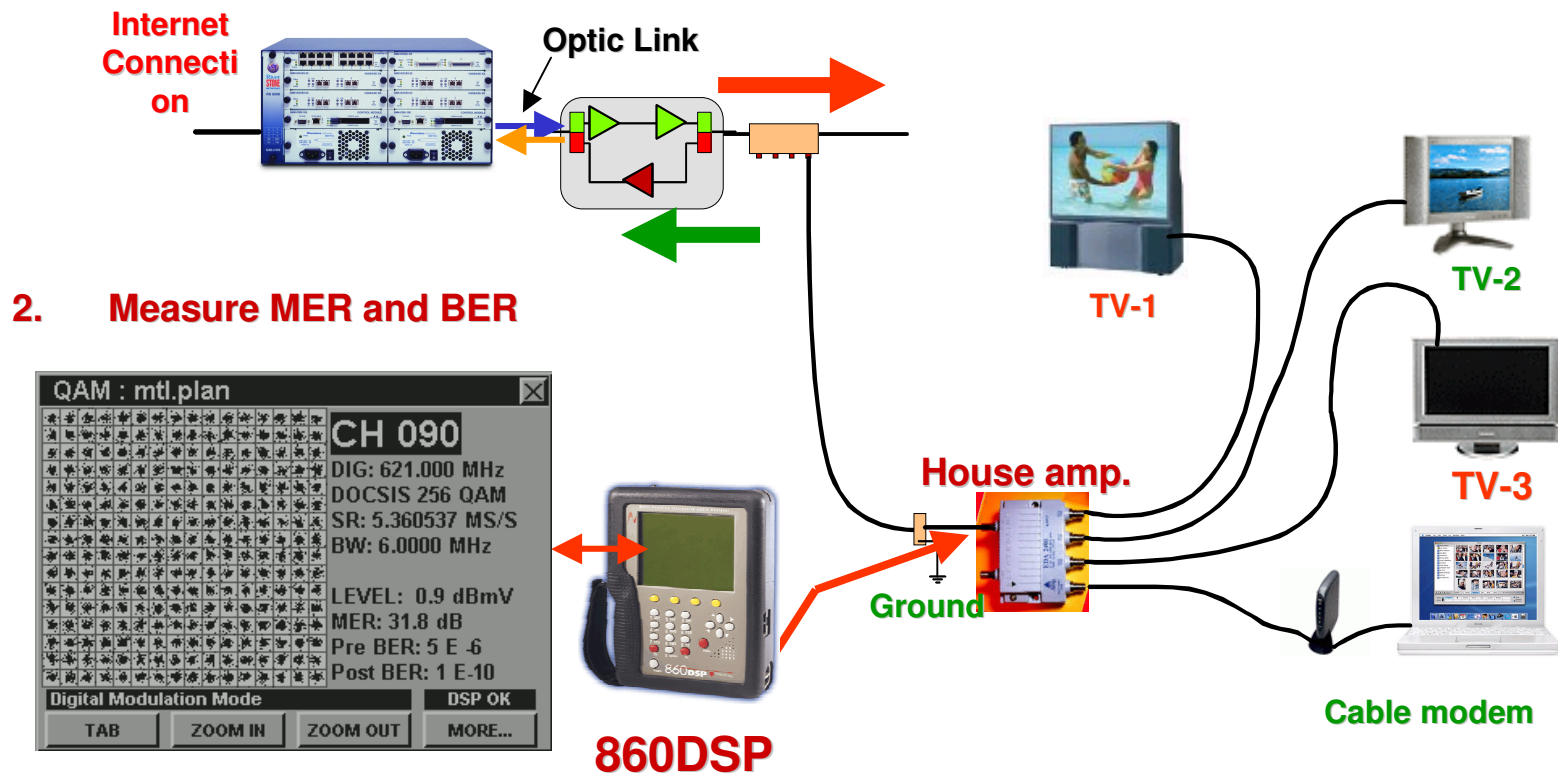 Internet
Connecti
on
Optic Link
TV-1
TV-2
2. Measure MER and BER
QAM : mtl.plan
CH 090
DIG: 621.000 MHz
DOCSIS 256 QAM
SR: 5.360537 MS/S
BW: 6.0000 MHz
LEVEL: 0.9 dBmV
MER: 31.8 dB
Pre BER: 5 E -6
Post BER: 1 E-10
Digital Modulation Mode
DSP OK
TAB
ZOOM IN
ZOOM OUT
MORE...
860DSP
860DSP
House amp.
EDA 2400
Ground
TV-3
Cable modem